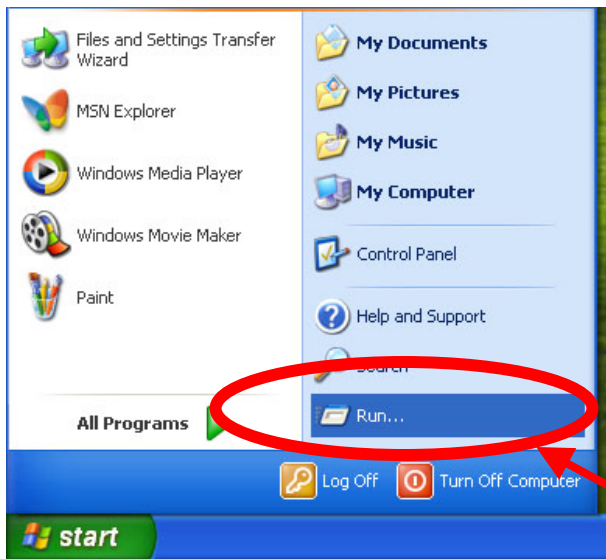 Files and Settings Transfer
Wizard
MSN Explorer
Windows Media Player
Windows Movie Maker
Paint
All Programs
My Documents
My Pictures
My Music
My Computer
Control Panel
Help and Support
Search
Run...
Log Off
Turn Off Computer
start